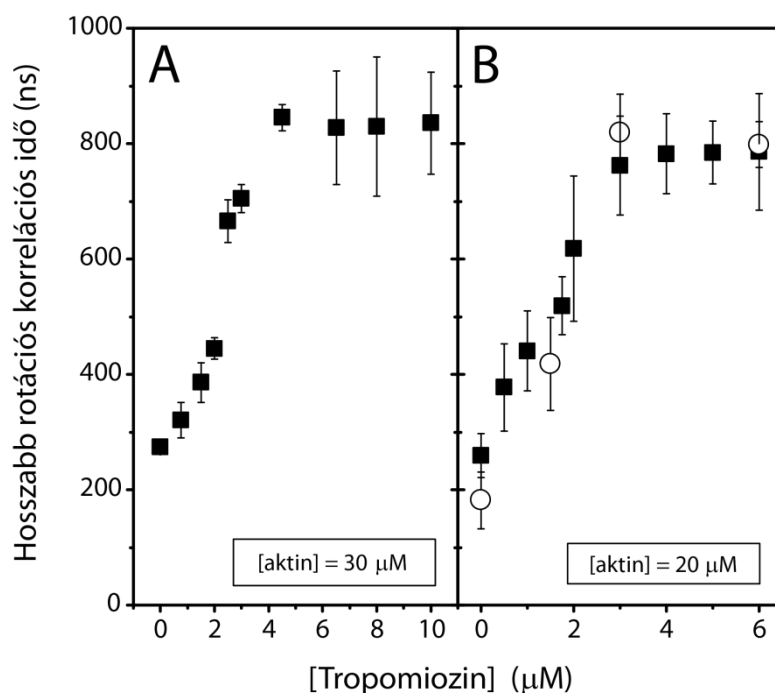 Hosszabb rotációs korrelációs idő (ns)
1000
800
600
400
200
0
A
[aktin] = 30 μM
0 2 4 6 8 10
B
[aktin] = 20 μM
0 2 4 6
[Tropomiozin] (μM)